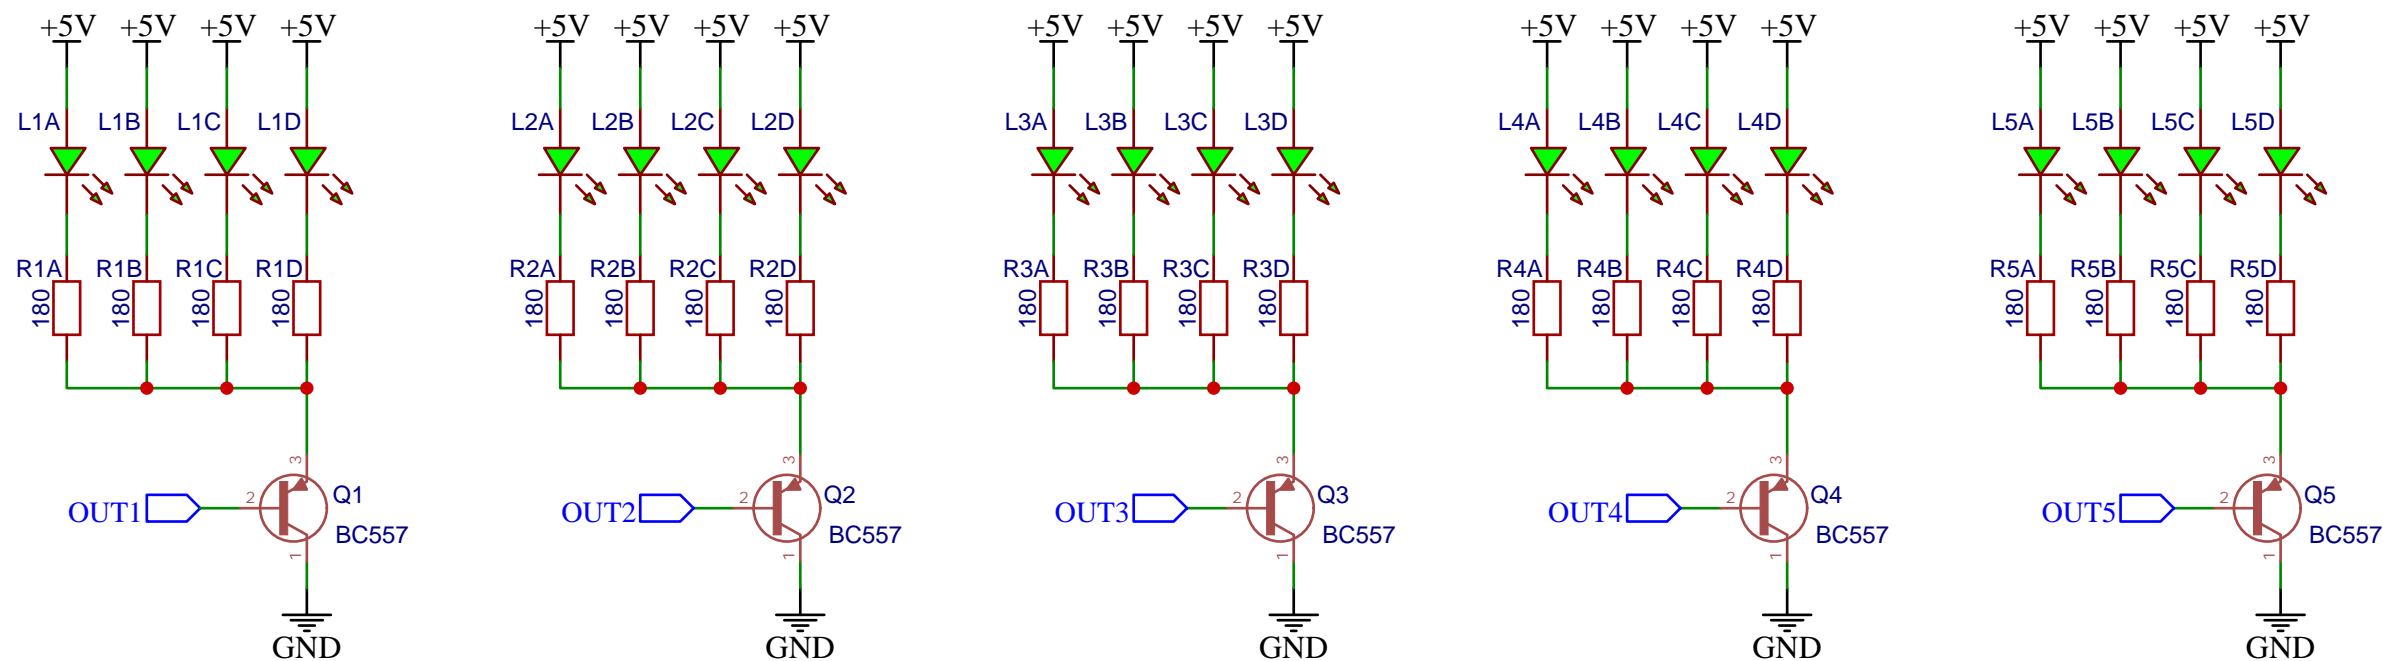 +5V +5V +5V +5V +5V +5V +5V +5V +5V +5V +5V +5V +5V +5V +5V +5V +5V +5V +5V +5V
L1A L1B L1C L1D L2A L2B L2C L2D L3A L3B L3C L3D L4A L4B L4C L4D L5A L5B L5C L5D
R1A R1B R1C R1D R2A R2B R2C R2D R3A R3B R3C R3D R4A R4B R4C R4D R5A R5B R5C R5D
180 180 180 180 180 180 180 180 180 180 180 180 180 180 180 180 180 180 180 180
3 3 3 3 3
2 Q1 2 Q2 2 Q3 2 Q4 2 Q5
OUT1 OUT2 OUT3 OUT4 OUT5
BC557 BC557 BC557 BC557 BC557
1 1 1 1 1
GND GND GND GND GND